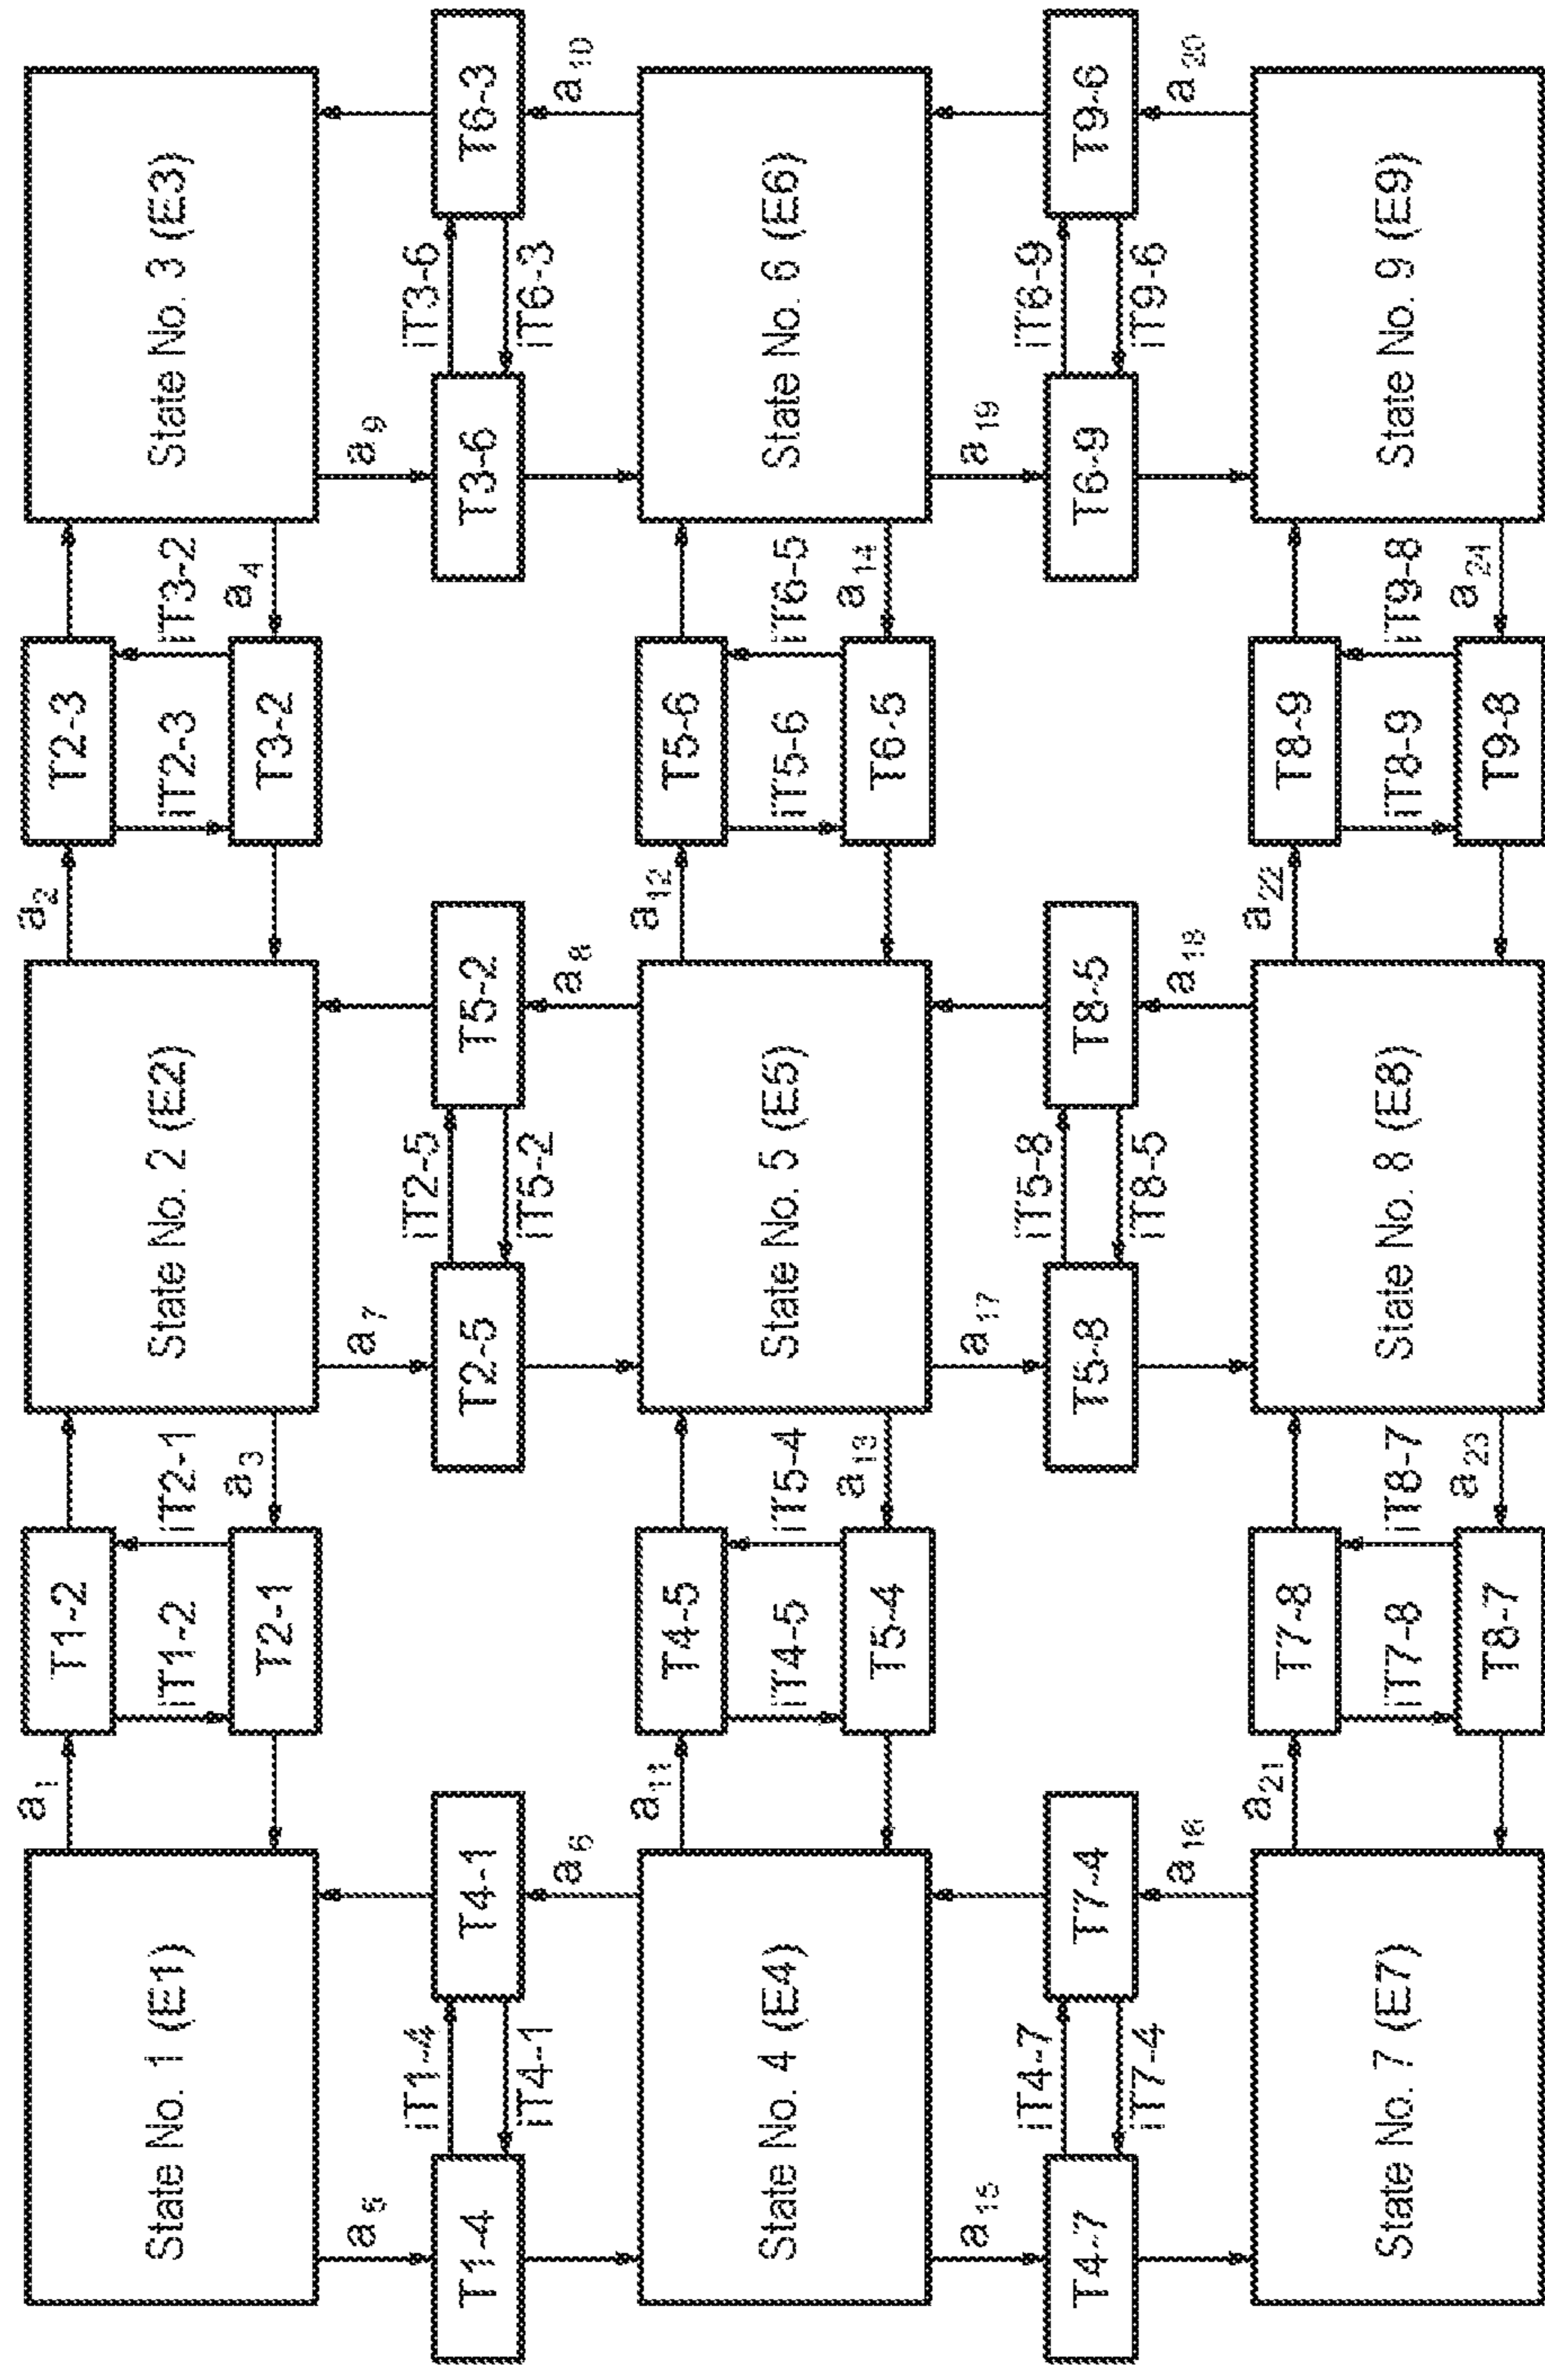 a1
a2
T1-2
T2-3
State No. 1 (E1)
iT1-2
iT2-1
State No. 2 (E2)
iT2-3
iT3-2
State No. 3 (E3)
a3
a4
T2-1
T3-2
a5
a7
a9
iT1-4
iT2-5
iT3-6
T1-4
T4-1
T2-5
T5-2
T3-6
T6-3
iT4-1
iT5-2
iT6-3
a6
a8
a10
a11
a12
T4-5
T5-6
State No. 4 (E4)
iT4-5
iT5-4
State No. 5 (E5)
iT5-6
iT6-5
State No. 6 (E6)
a13
a14
T5-4
T6-5
a15
a17
a19
iT4-7
iT5-8
iT6-9
T4-7
T7-4
T5-8
T8-5
T6-9
T9-6
iT7-4
iT8-5
iT9-6
a16
a18
a20
a21
a22
T7-8
T8-9
State No. 7 (E7)
iT7-8
iT8-7
State No. 8 (E8)
iT8-9
iT9-8
State No. 9 (E9)
a23
a24
T8-7
T9-8